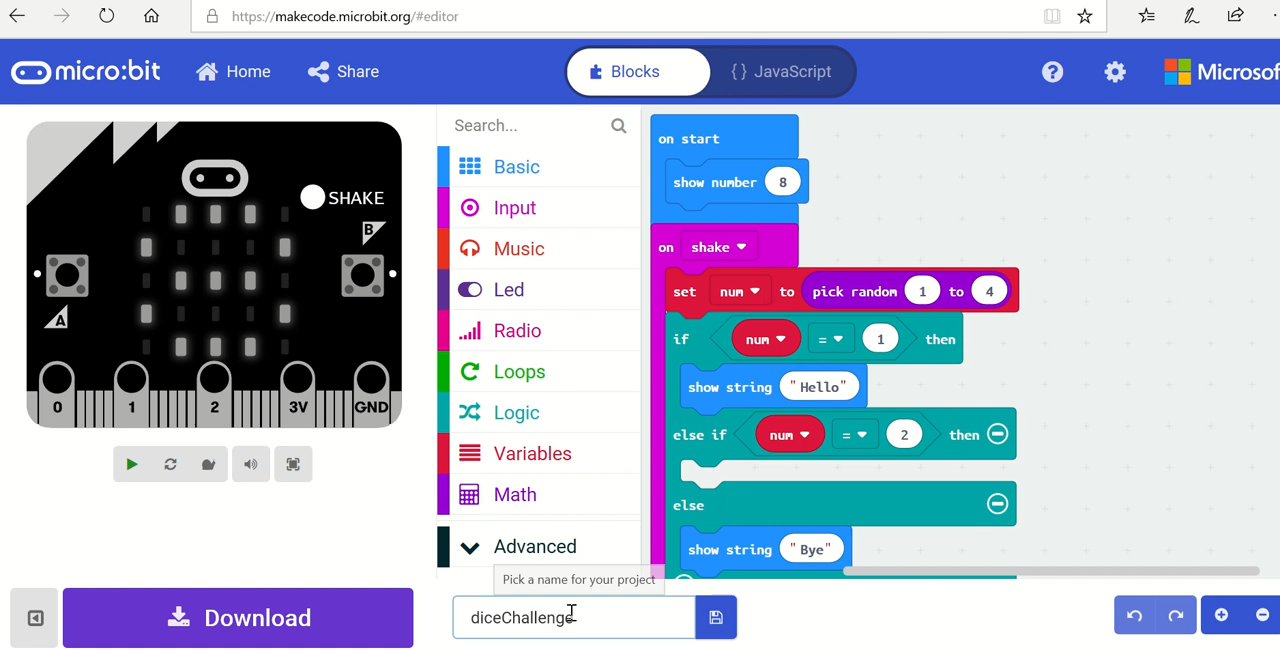 https://makecode.microbit.org/#editor
micro:bit
Home
Share
Blocks
{} JavaScript
?
Microsof
SHAKE
B
A
0
1
2
3V
GND
Search...
Basic
Input
Music
Led
Radio
Loops
Logic
Variables
Math
Advanced
on start
show number 8
on shake
set num to pick random 1 to 4
if num = 1 then
show string "Hello"
else if num = 2 then
else
show string "Bye"
Pick a name for your project
Download
diceChallenge